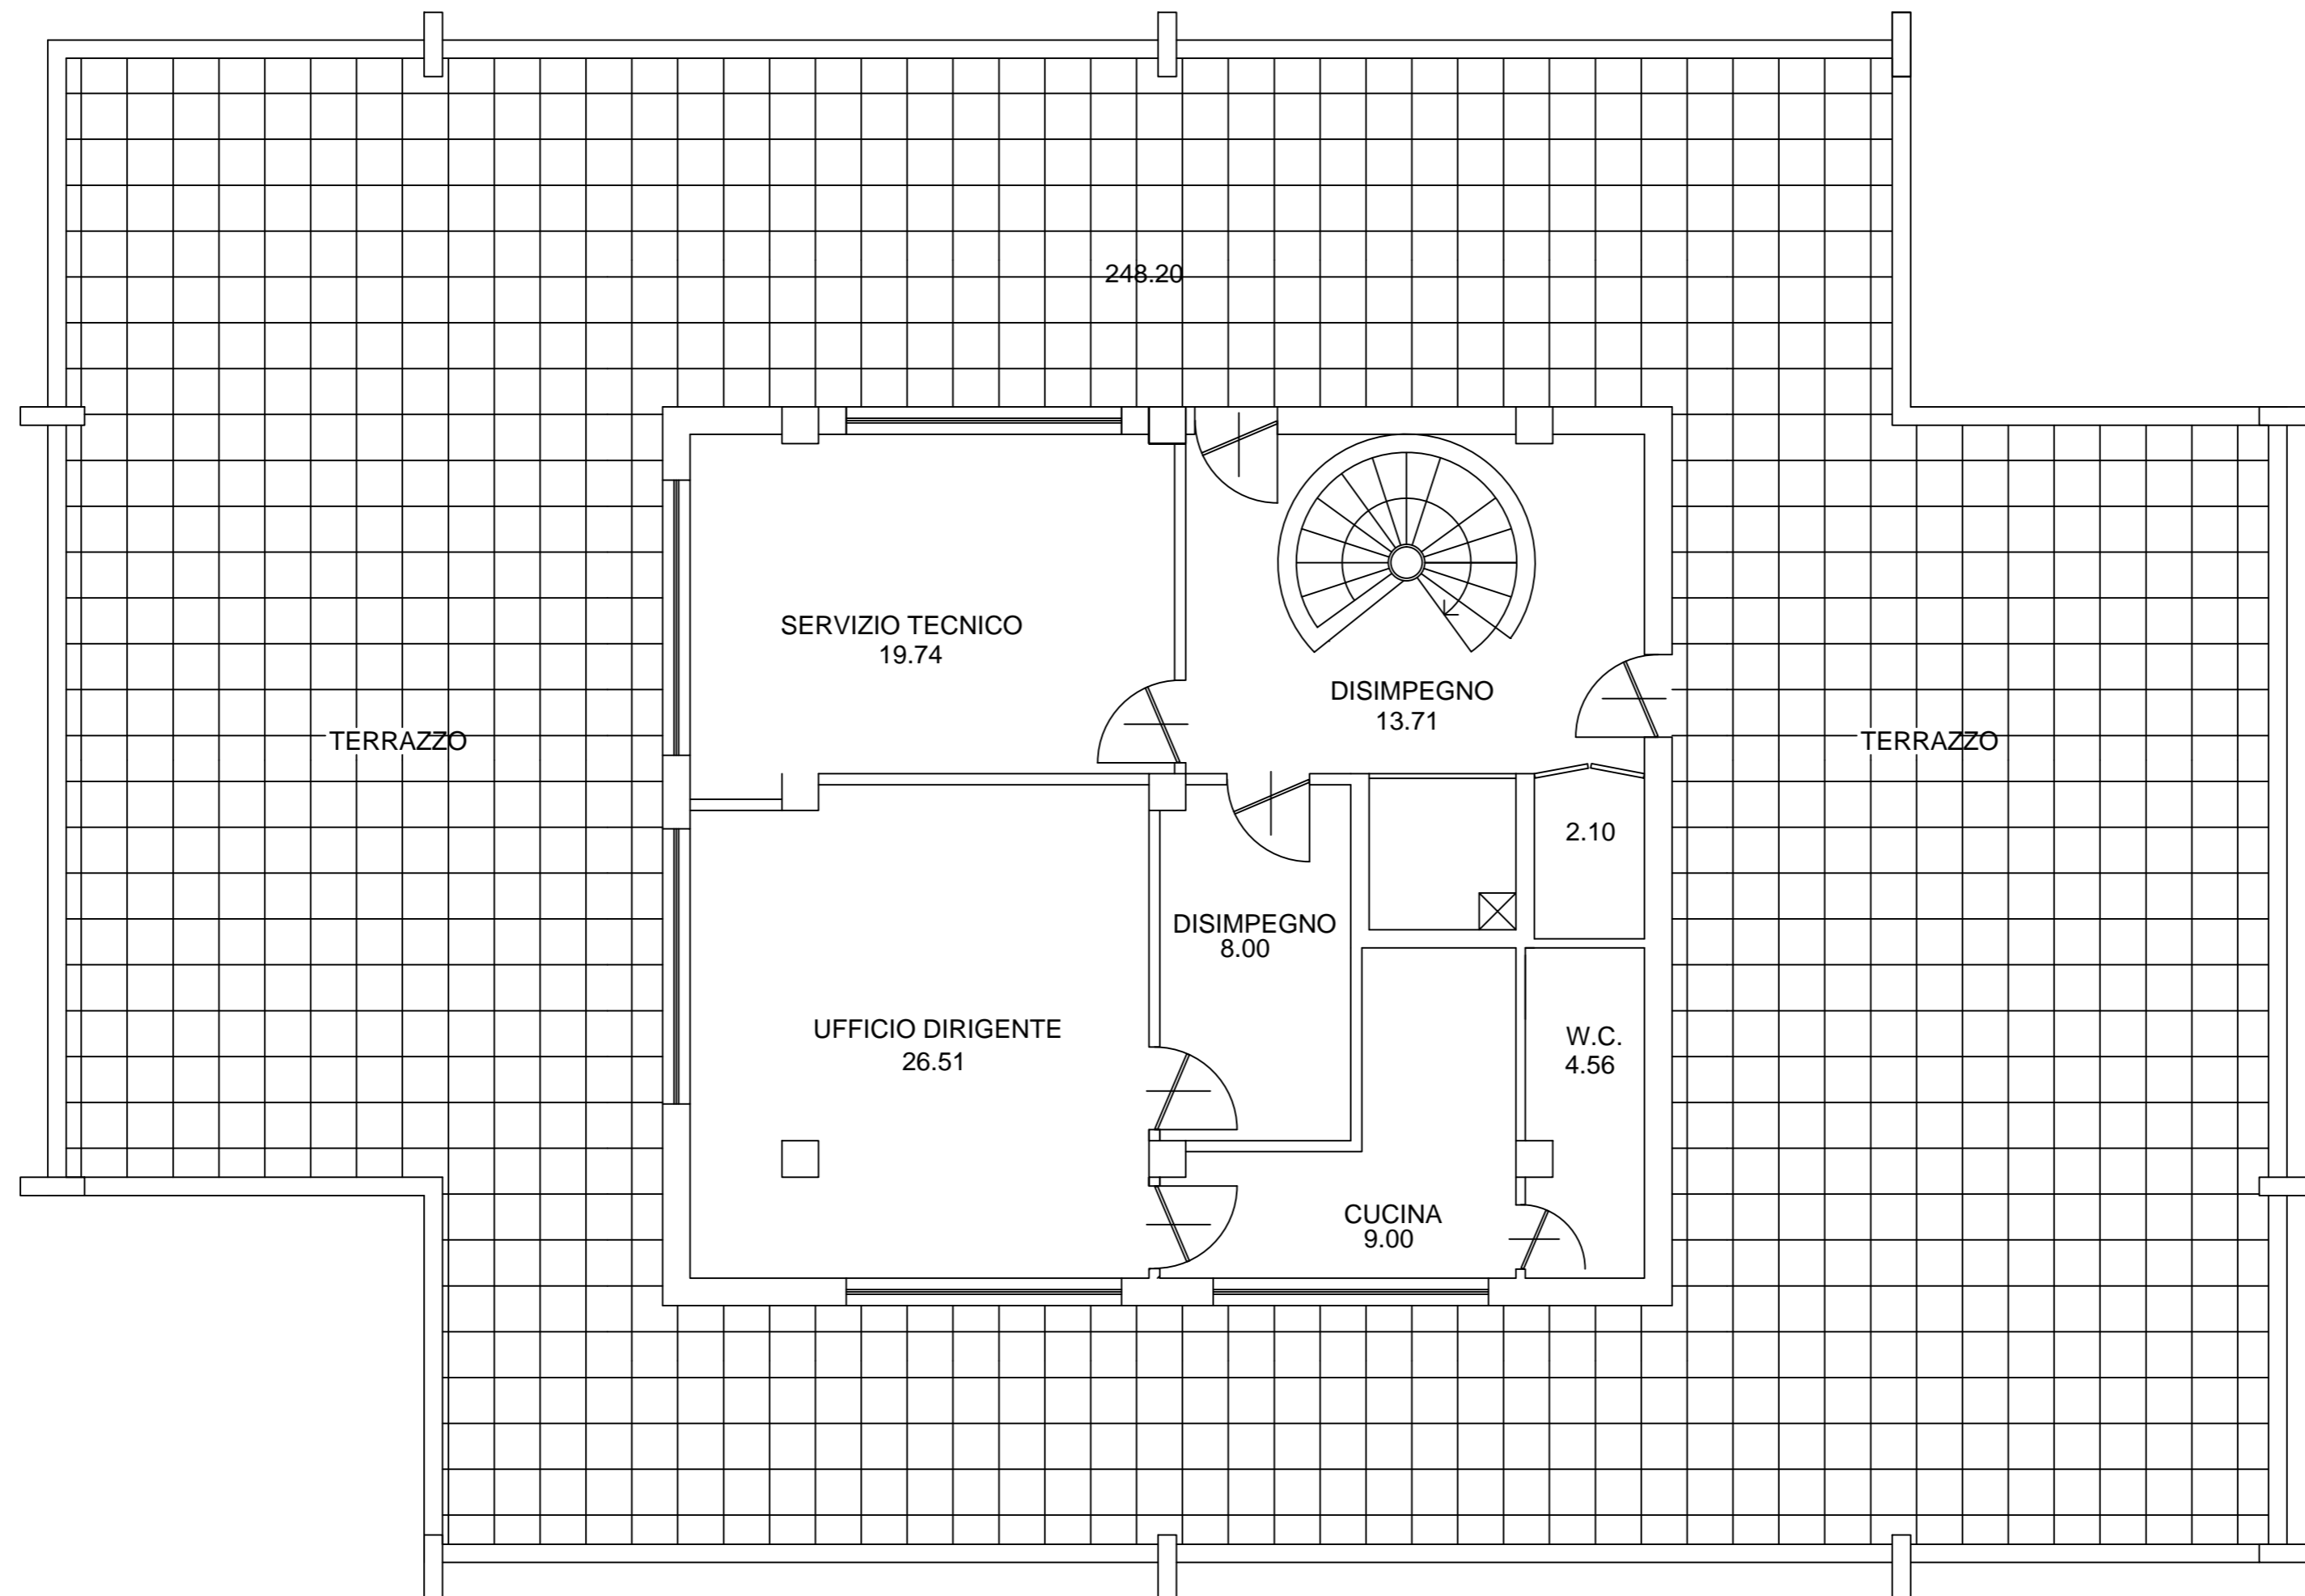 248.20
SERVIZIO TECNICO
19.74
DISIMPEGNO
13.71
TERRAZZO
TERRAZZO
2.10
DISIMPEGNO
8.00
UFFICIO DIRIGENTE
26.51
W.C.
4.56
CUCINA
9.00